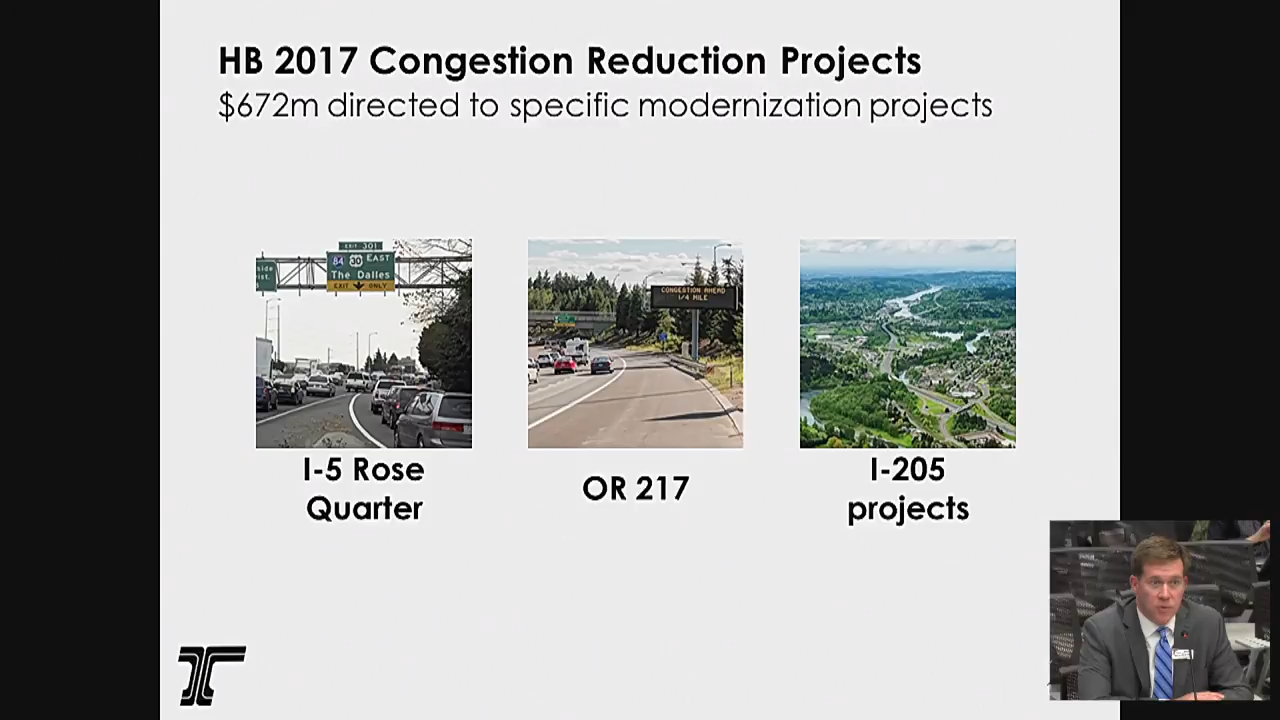 HB 2017 Congestion Reduction Projects
$672m directed to specific modernization projects
EXIT 301
84 30 EAST
The Dalles
EXIT ONLY
CONGESTION AHEAD
1/4 MILE
I-5 Rose
Quarter
OR 217
I-205
projects